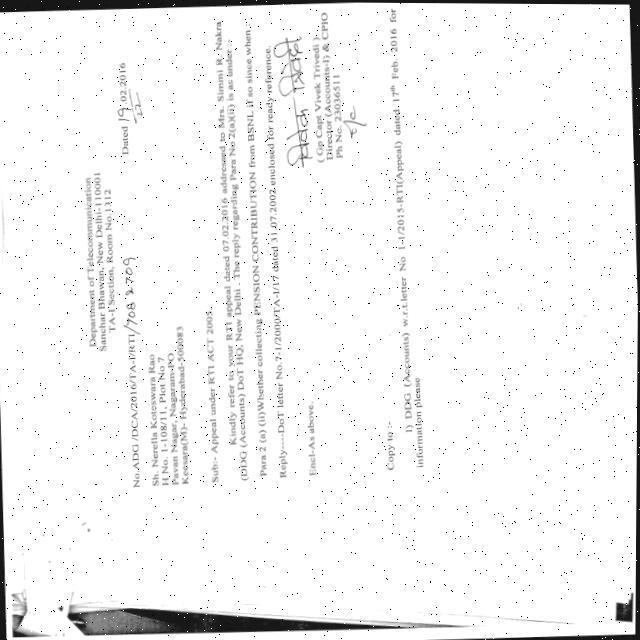 Department of Telecommunication
Sanchar Bhawan, New Delhi-110001
TA-I Section, Room No.1312
No.ADG /DCA/2016/TA-I/RTI/708 2709
Dated 19.02.2016
22
Sh. Nerella Koteswara Rao
H No. 1-108/11, Plot No 7
Pavan Nagar, Nagaram-PO
Keesara(M)- Hyderabad-500083
Sub:- Appeal under RTI ACT 2005.
Kindly refer to your RTI appeal dated 07.02.2016 addressed to Mrs. Simmi R. Nakra
(DDG (Accounts) DoT HQ, New Delhi . The reply regarding Para No 2(a)(ii) is as under :
Para 2 (a) (ii)Whether collecting PENSION CONTRIBUTION from BSNL if so since when.
Reply----DoT letter No.7-1/2000/TA-I/17 dated 31.07.2002 enclosed for ready reference.
Encl-As above.
विवेक त्रिवेदी
( Gp Capt Vivek Trivedi )
Director (Accounts-I) & CPIO
Ph No. 23036511
o/c
Copy to :-
1) DDG (Accounts) w.r.t.letter No 1-1/2015-RTI(Appeal) dated 17th Feb. 2016 for
information please